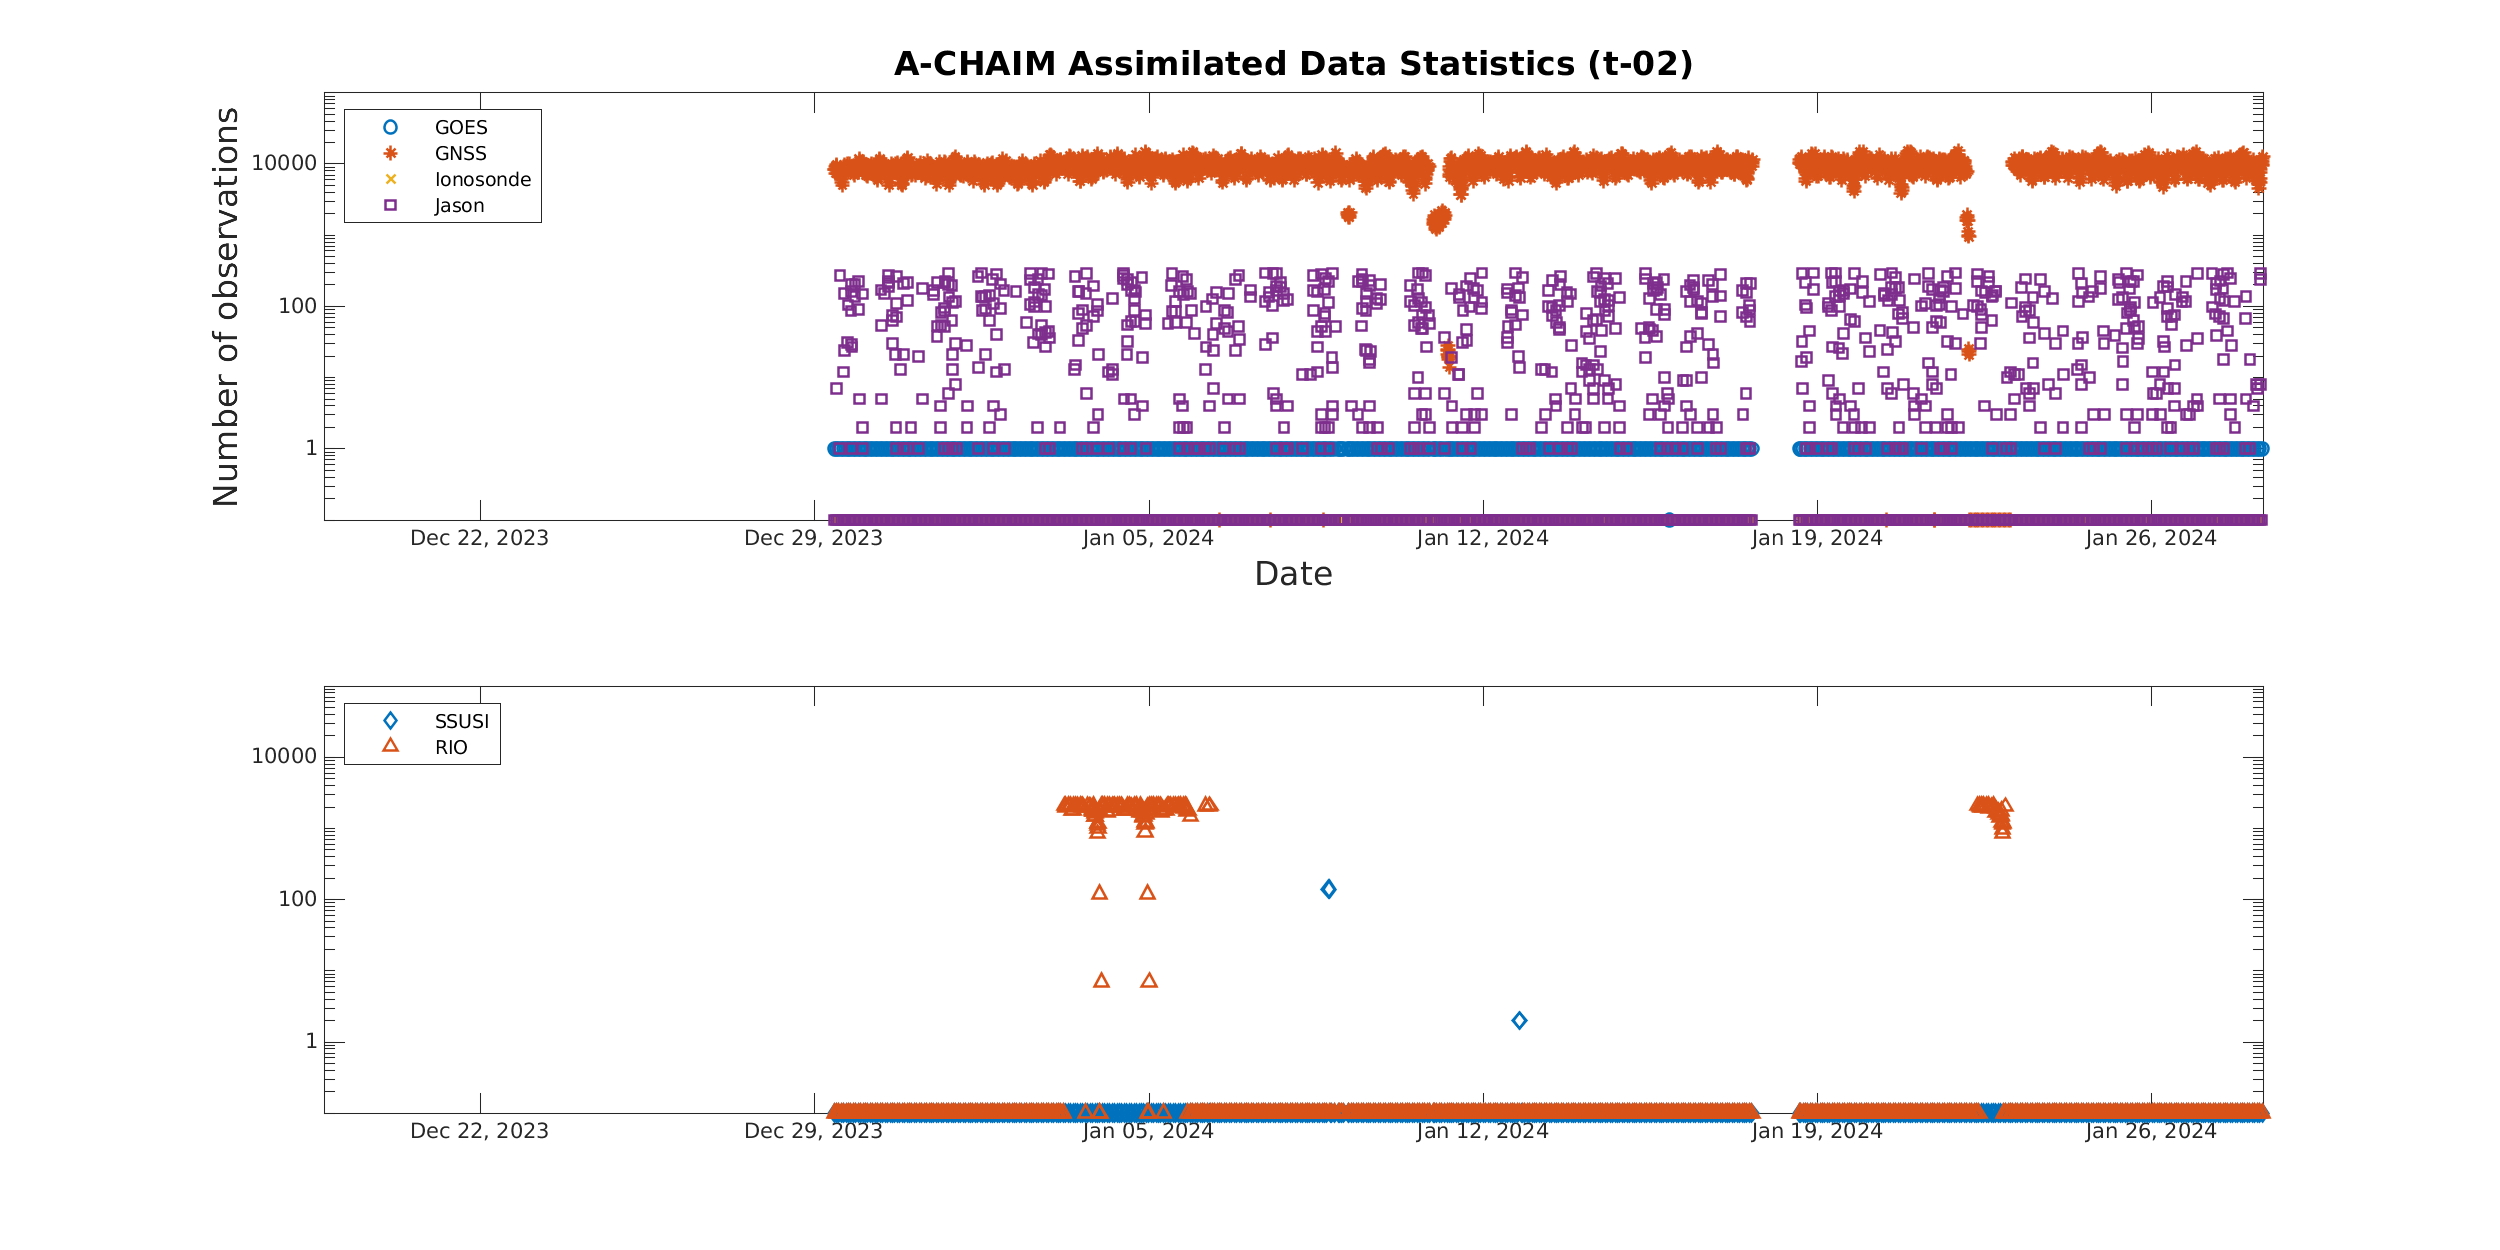 A-CHAIM Assimilated Data Statistics (t-02)
Number of observations
10000
100
1
GOES
GNSS
Ionosonde
Jason
Dec 22, 2023
Dec 29, 2023
Jan 05, 2024
Jan 12, 2024
Jan 19, 2024
Jan 26, 2024
Date
10000
100
1
SSUSI
RIO
Dec 22, 2023
Dec 29, 2023
Jan 05, 2024
Jan 12, 2024
Jan 19, 2024
Jan 26, 2024